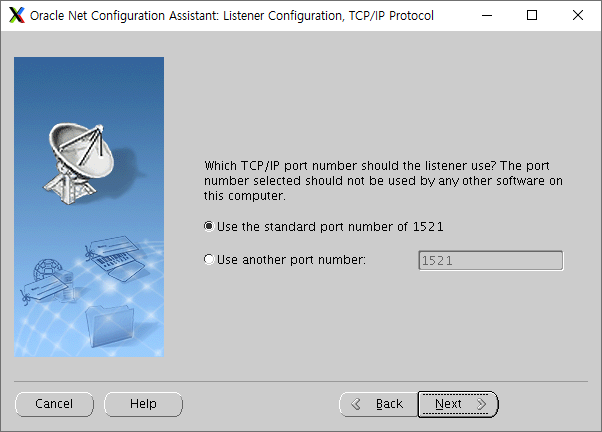 Oracle Net Configuration Assistant: Listener Configuration, TCP/IP Protocol
Which TCP/IP port number should the listener use? The port
number selected should not be used by any other software on
this computer.
Use the standard port number of 1521
Use another port number:
1521
Cancel
Help
Back
Next